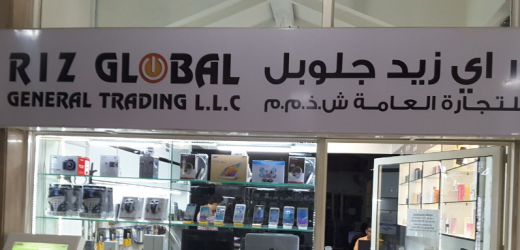 RIZ GLOBAL
GENERAL TRADING L.L.C
ر اي زيد جلوبل
للتجارة العامة ش.ذ.م.م